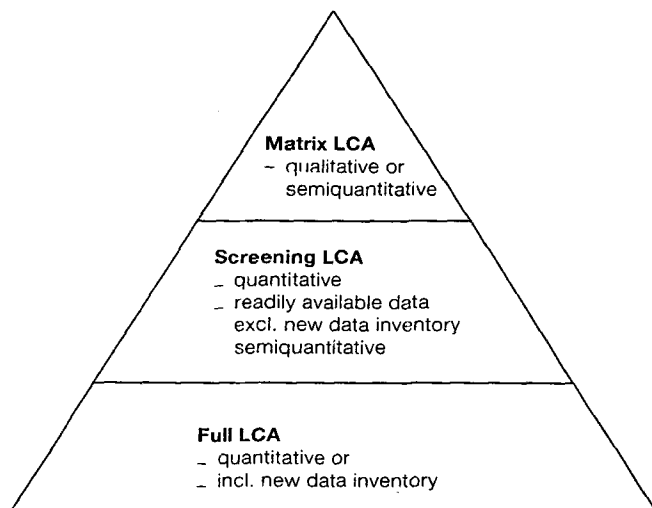 Matrix LCA
– qualitative or
semiquantitative
Screening LCA
– quantitative
– readily available data
excl. new data inventory
semiquantitative
Full LCA
– quantitative or
– incl. new data inventory